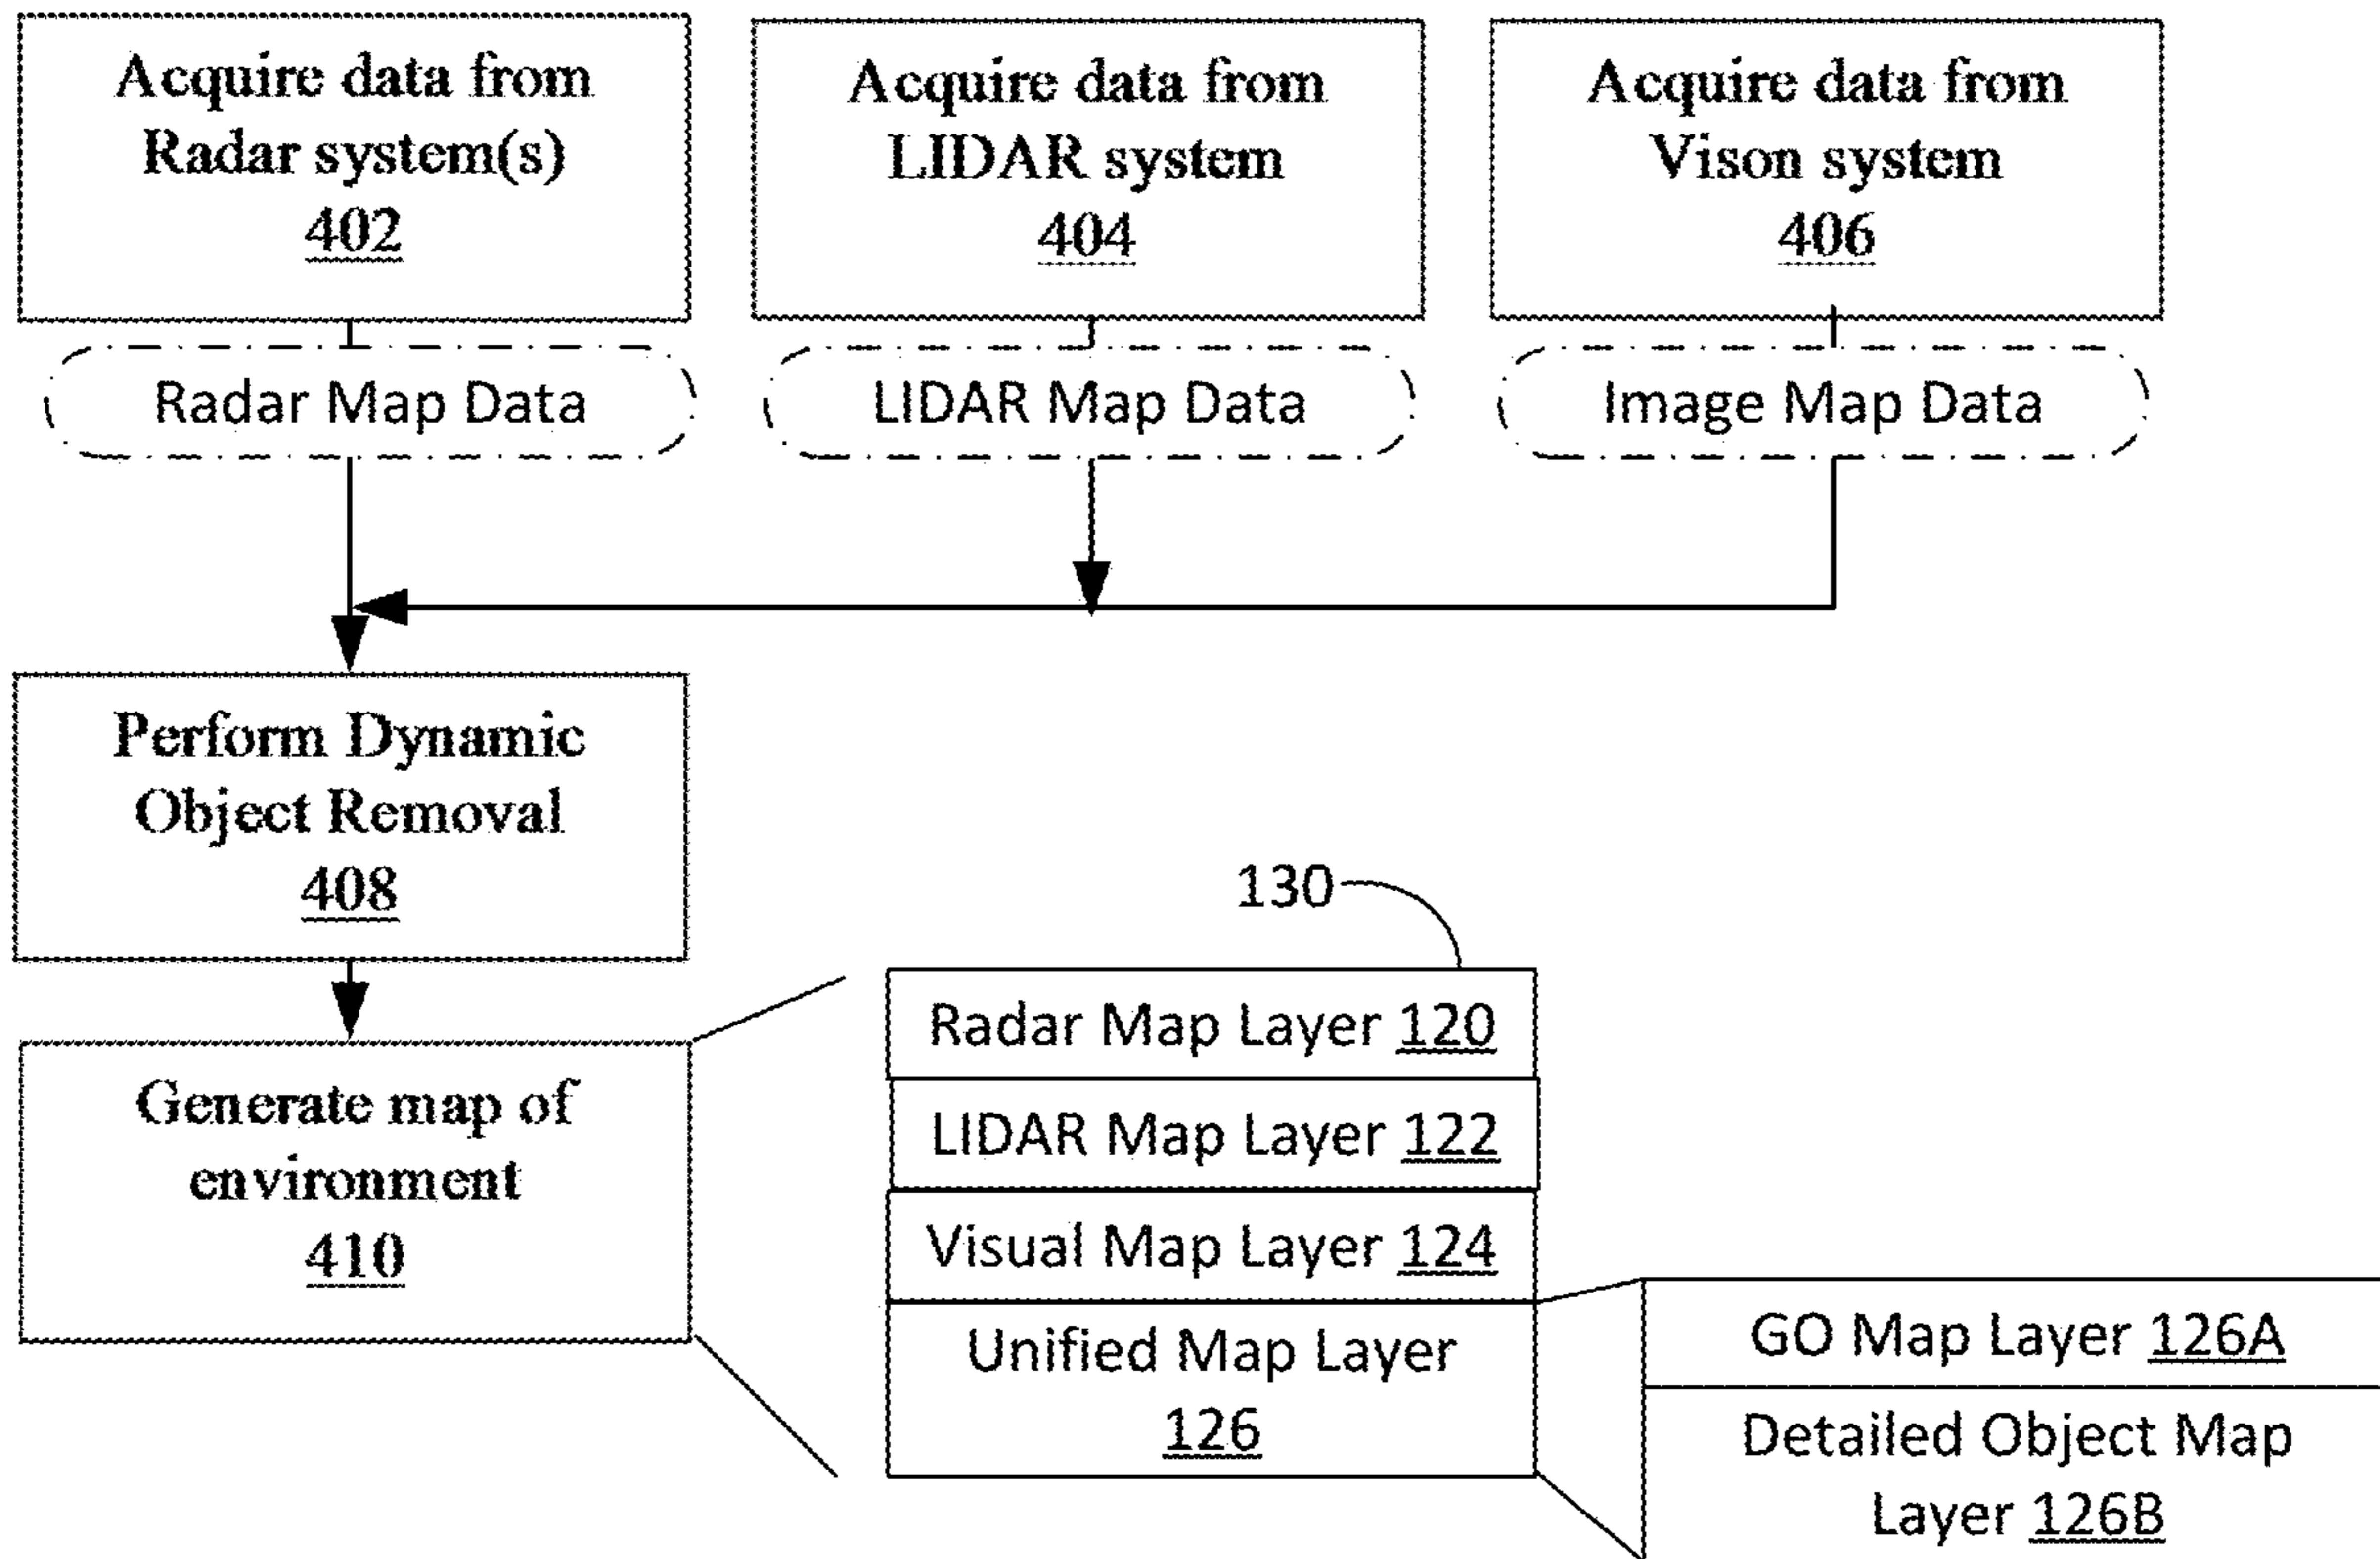 Acquire data from
Radar system(s)
402
Acquire data from
LIDAR system
404
Acquire data from
Vison system
406
Radar Map Data
LIDAR Map Data
Image Map Data
Perform Dynamic
Object Removal
408
Generate map of
environment
410
130
Radar Map Layer 120
LIDAR Map Layer 122
Visual Map Layer 124
Unified Map Layer
126
GO Map Layer 126A
Detailed Object Map
Layer 126B